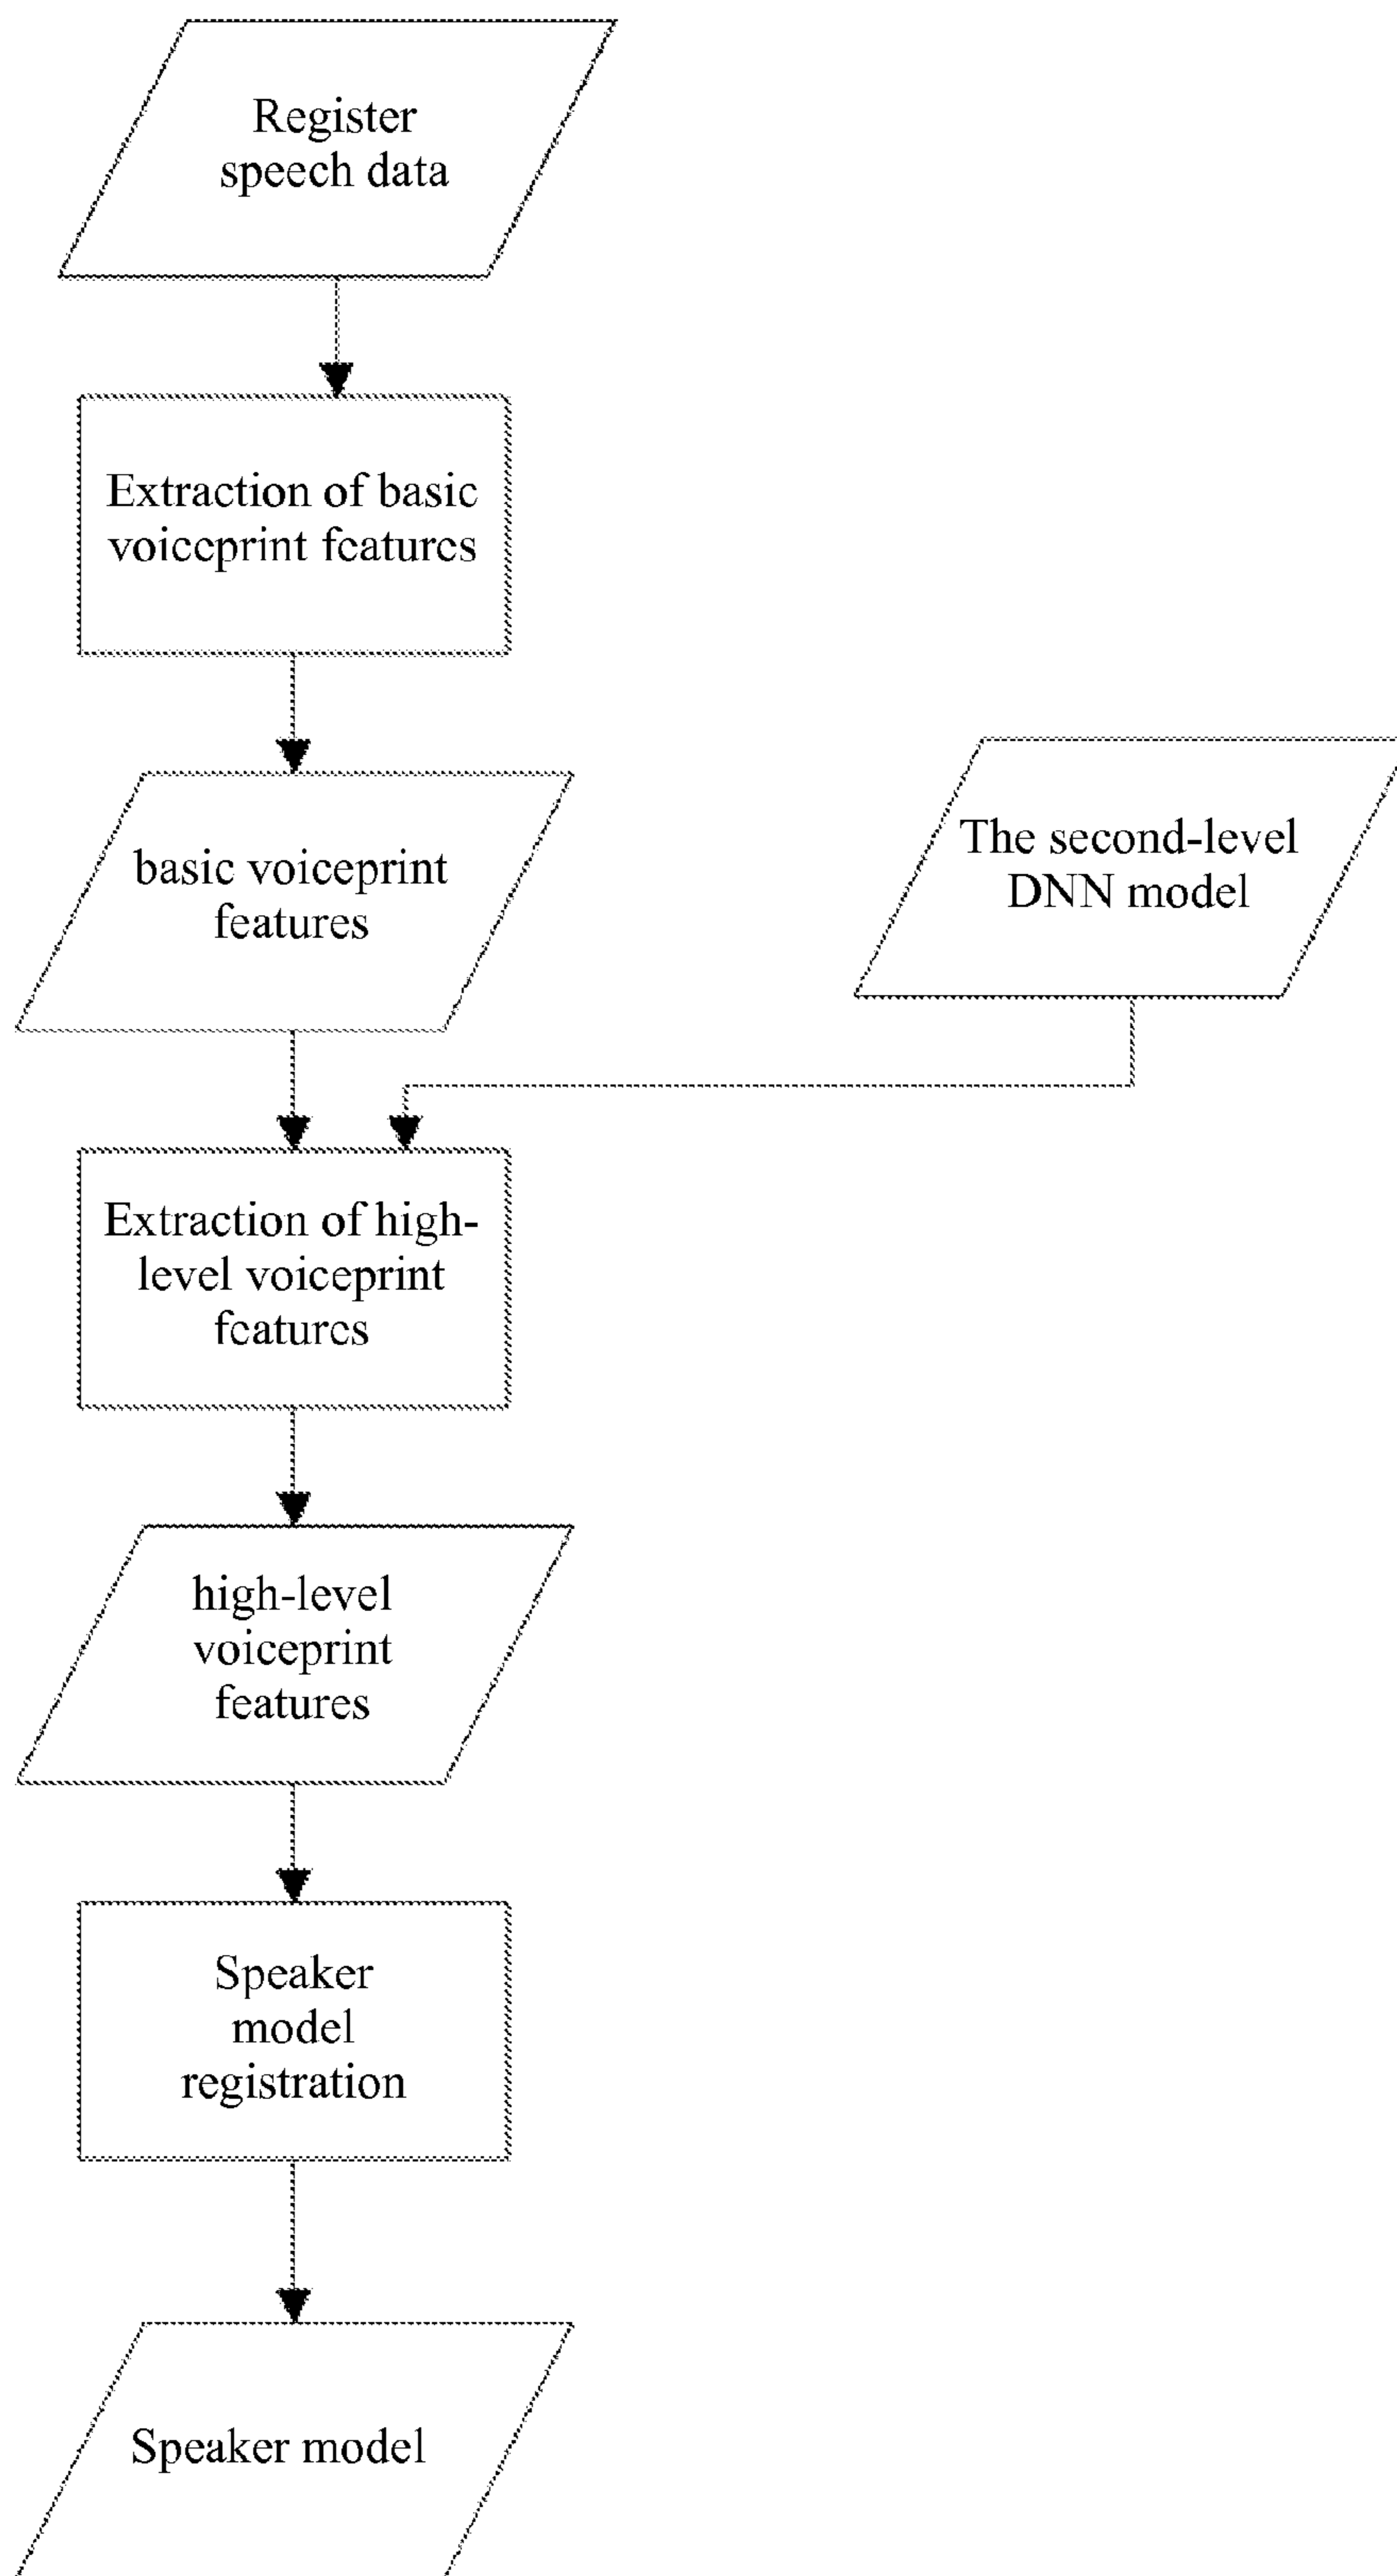 Register
speech data
Extraction of basic
voiceprint features
basic voiceprint
features
The second-level
DNN model
Extraction of high-
level voiceprint
features
high-level
voiceprint
features
Speaker
model
registration
Speaker model